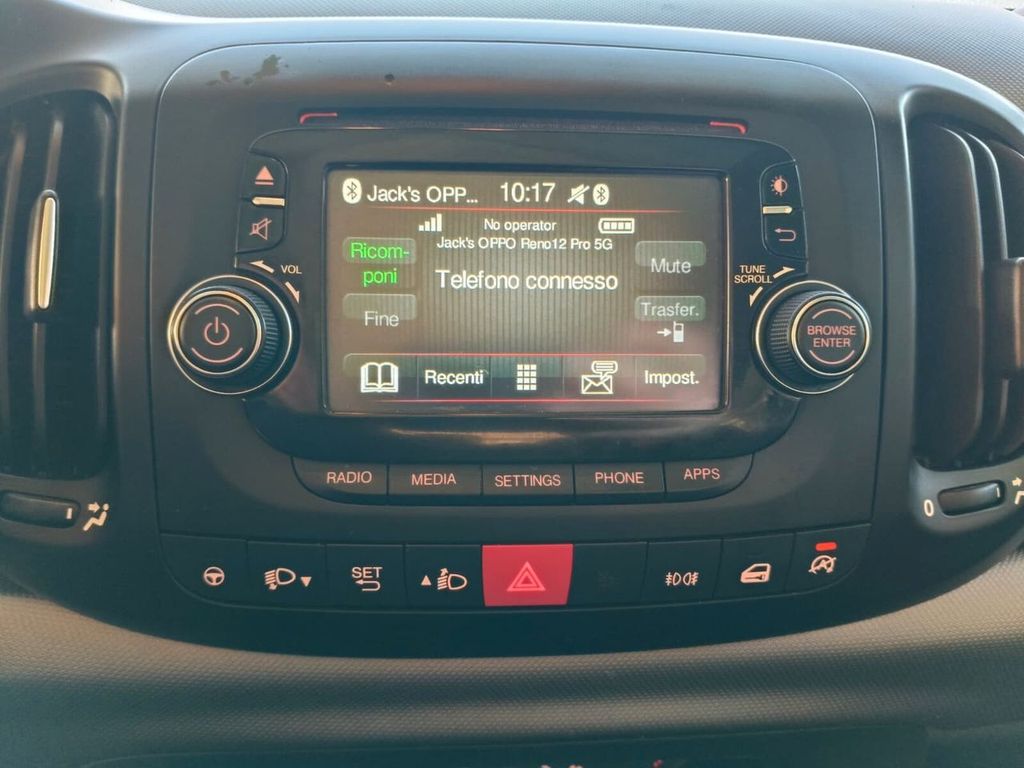 Jack's OPP... 10:17
No operator
Jack's OPPO Reno12 Pro 5G
Ricom-
poni
Telefono connesso
Mute
Fine
Trasfer.
Recenti
Impost.
VOL
TUNE
SCROLL
BROWSE
ENTER
RADIO MEDIA SETTINGS PHONE APPS
0
SET